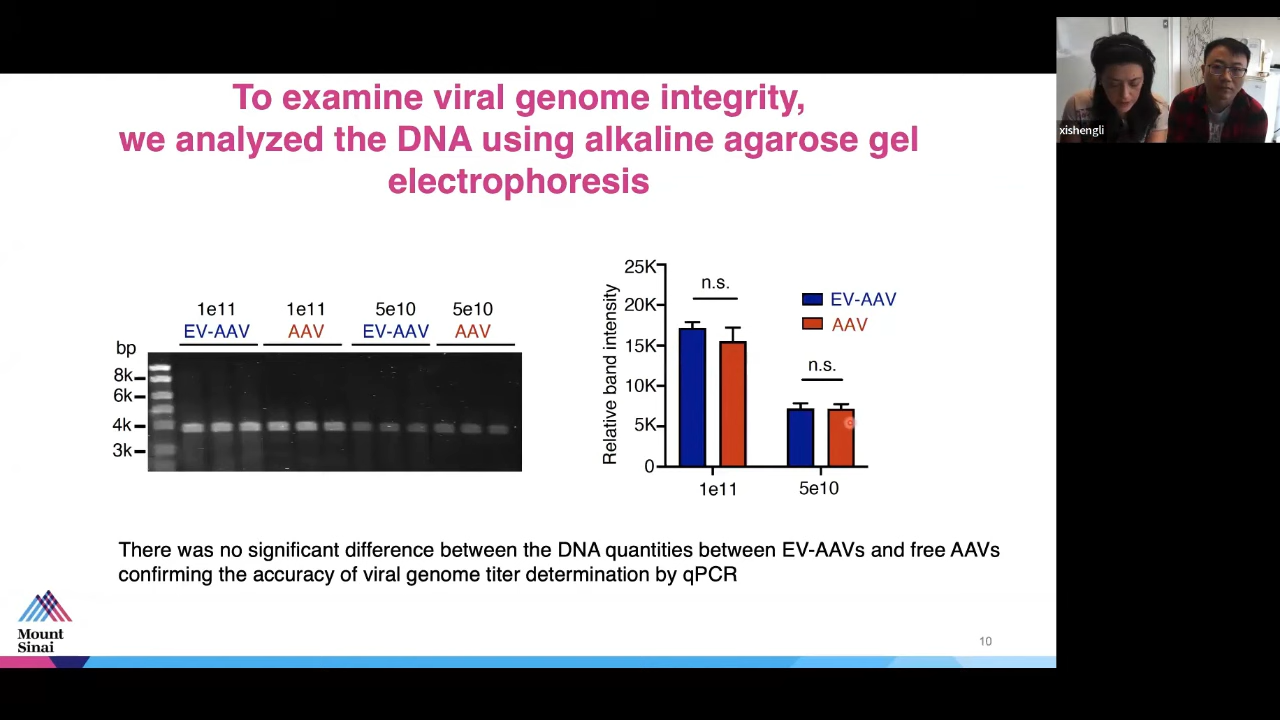 To examine viral genome integrity,
we analyzed the DNA using alkaline agarose gel
electrophoresis
xishengli
1e11 1e11 5e10 5e10
EV-AAV AAV EV-AAV AAV
bp
8k
6k
4k
3k
Relative band intensity
25K
20K
15K
10K
5K
0
n.s.
n.s.
EV-AAV
AAV
1e11 5e10
There was no significant difference between the DNA quantities between EV-AAVs and free AAVs
confirming the accuracy of viral genome titer determination by qPCR
Mount
Sinai
10